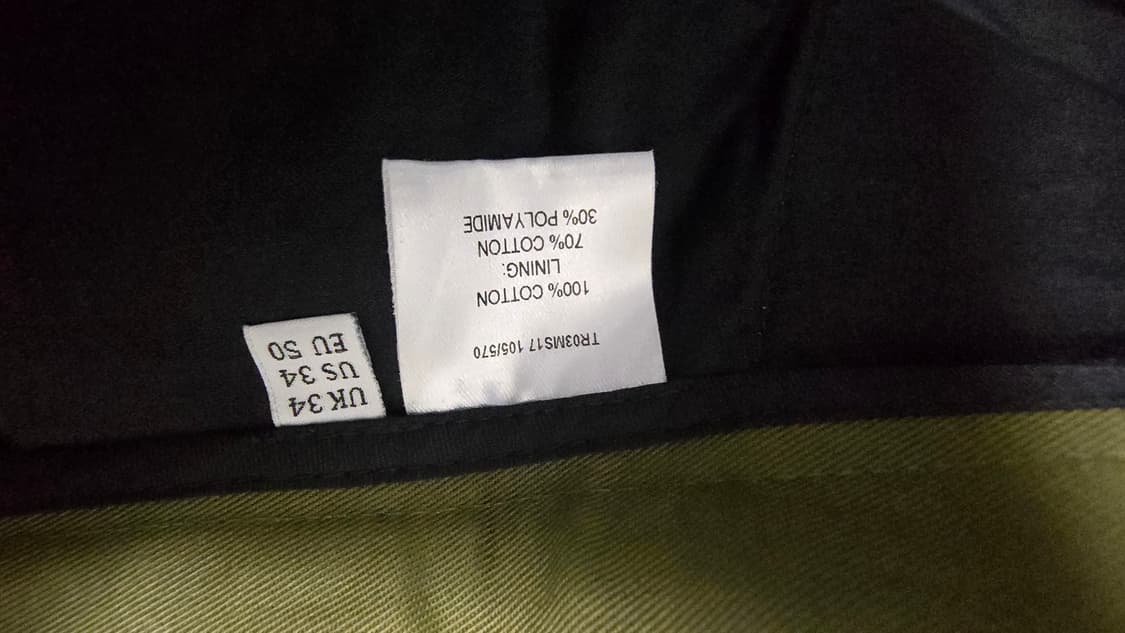 TR03MS17 105/570
100% COTTON
LINING:
70% COTTON
30% POLYAMIDE
UK 34
US 34
EU 50